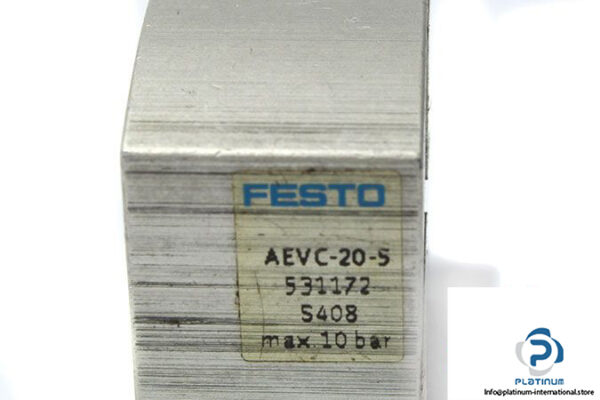 FESTO
AEVC-20-5
531172
S408
max. 10 bar
PLATINUM
Info@platinum-international.store